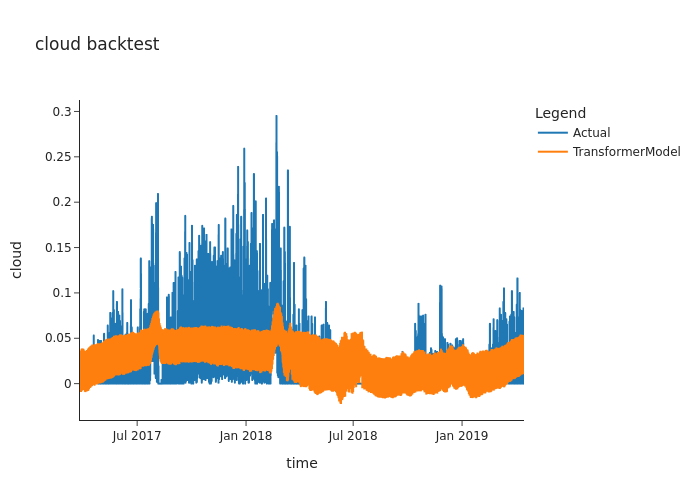 cloud backtest
0.3
0.25
0.2
0.15
0.1
0.05
0
cloud
Jul 2017
Jan 2018
Jul 2018
Jan 2019
time
Legend
Actual
TransformerModel